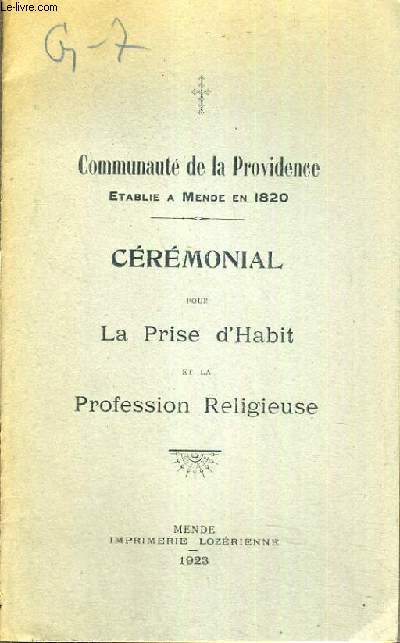 Le-livre.com
G-7
Communauté de la Providence
ETABLIE A MENDE EN 1820
CÉRÉMONIAL
POUR
La Prise d'Habit
ET LA
Profession Religieuse
MENDE
IMPRIMERIE LOZÉRIENNE
1923